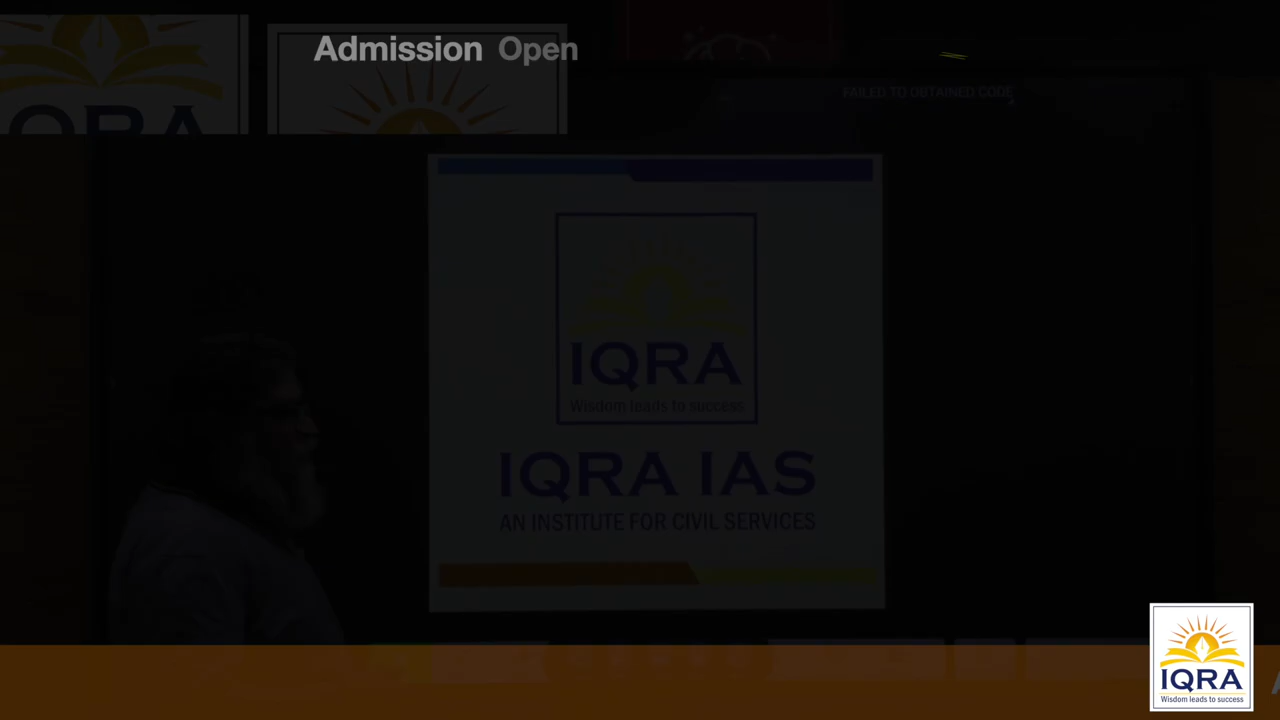 Admission Open
IQRA
FAILED TO OBTAINED CODE
IQRA
Wisdom leads to success
IQRA IAS
AN INSTITUTE FOR CIVIL SERVICES
IQRA
Wisdom leads to success